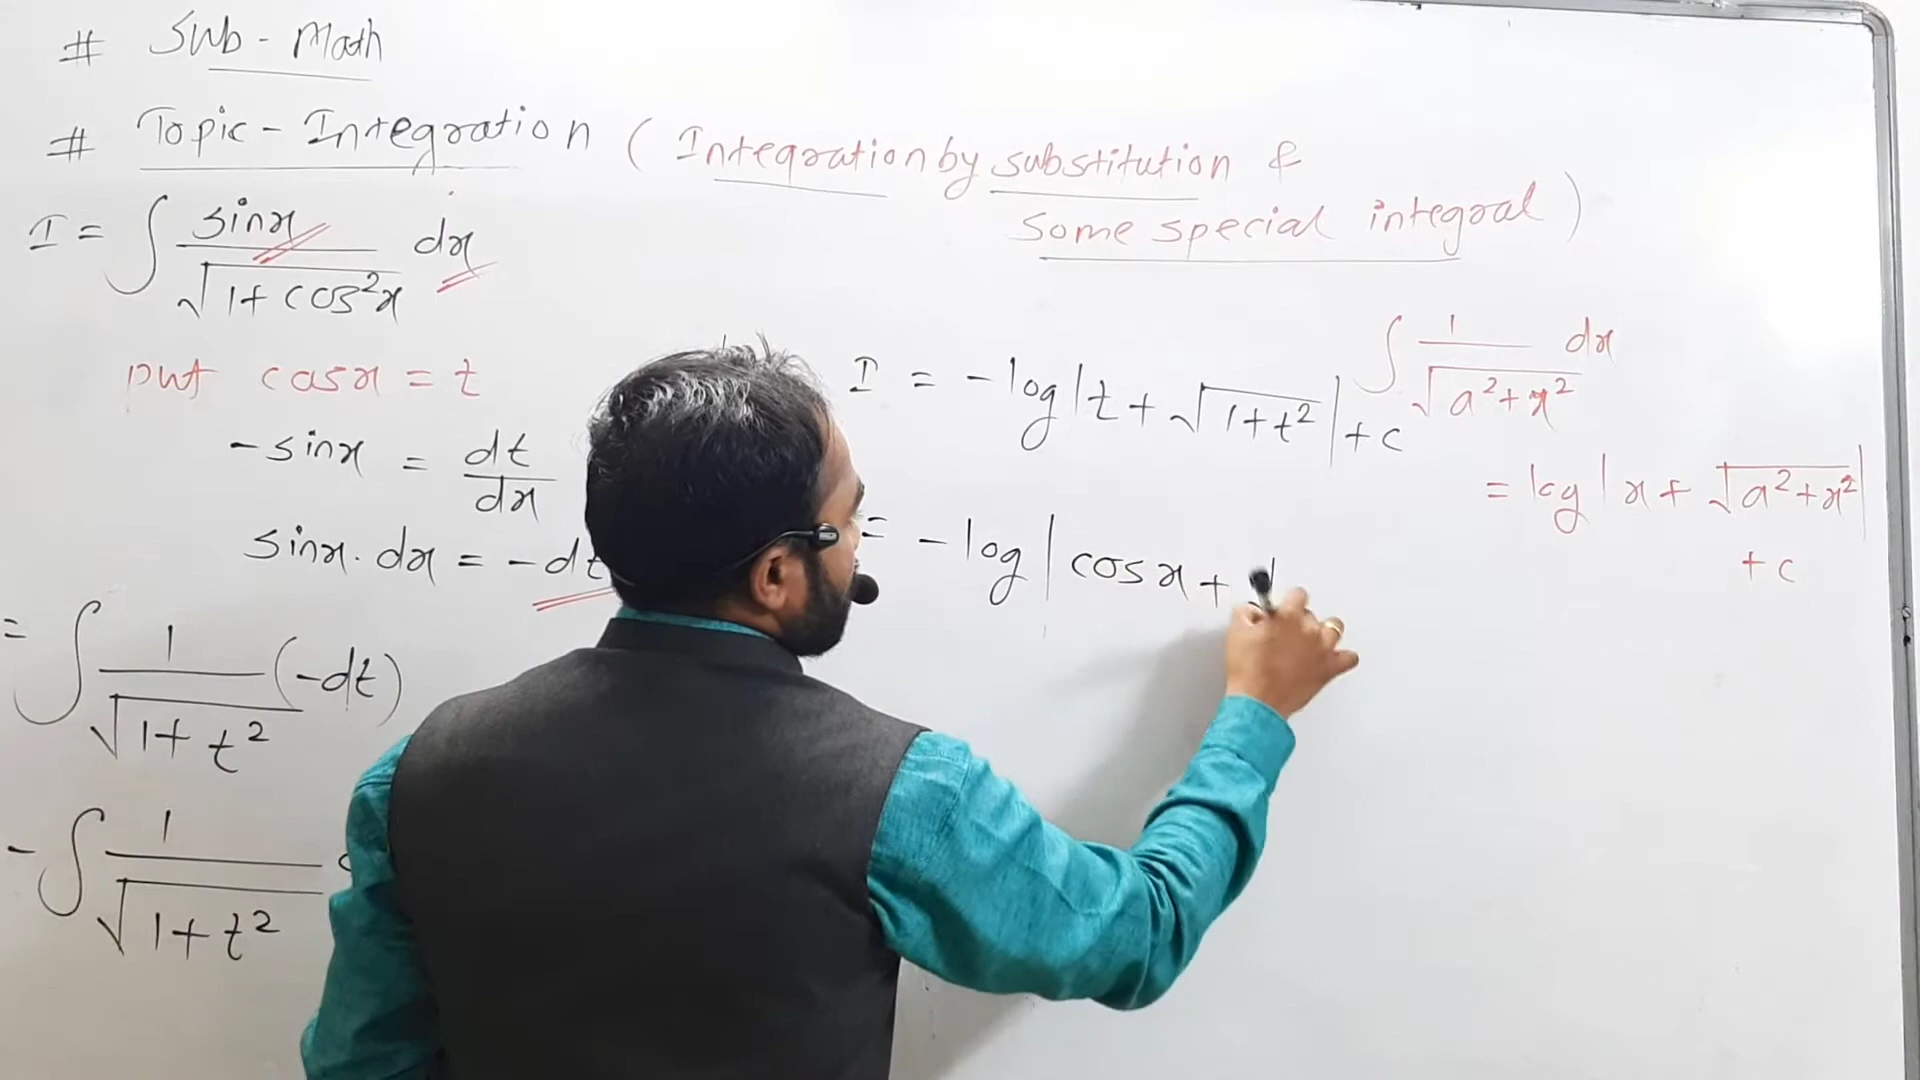 # Sub - Math
# Topic - Integration ( Integration by substitution &
some special integral )
I = ∫ sinx / √1+cos²x dx
put cosx = t
-sinx = dt/dx
sinx. dx = -dt
= ∫ 1/√1+t² (-dt)
- ∫ 1/√1+t²
I = -log|t + √1+t²| + c
= -log|cosx +
∫ 1/√a²+x² dx
= log|x + √a²+x²|
+ c